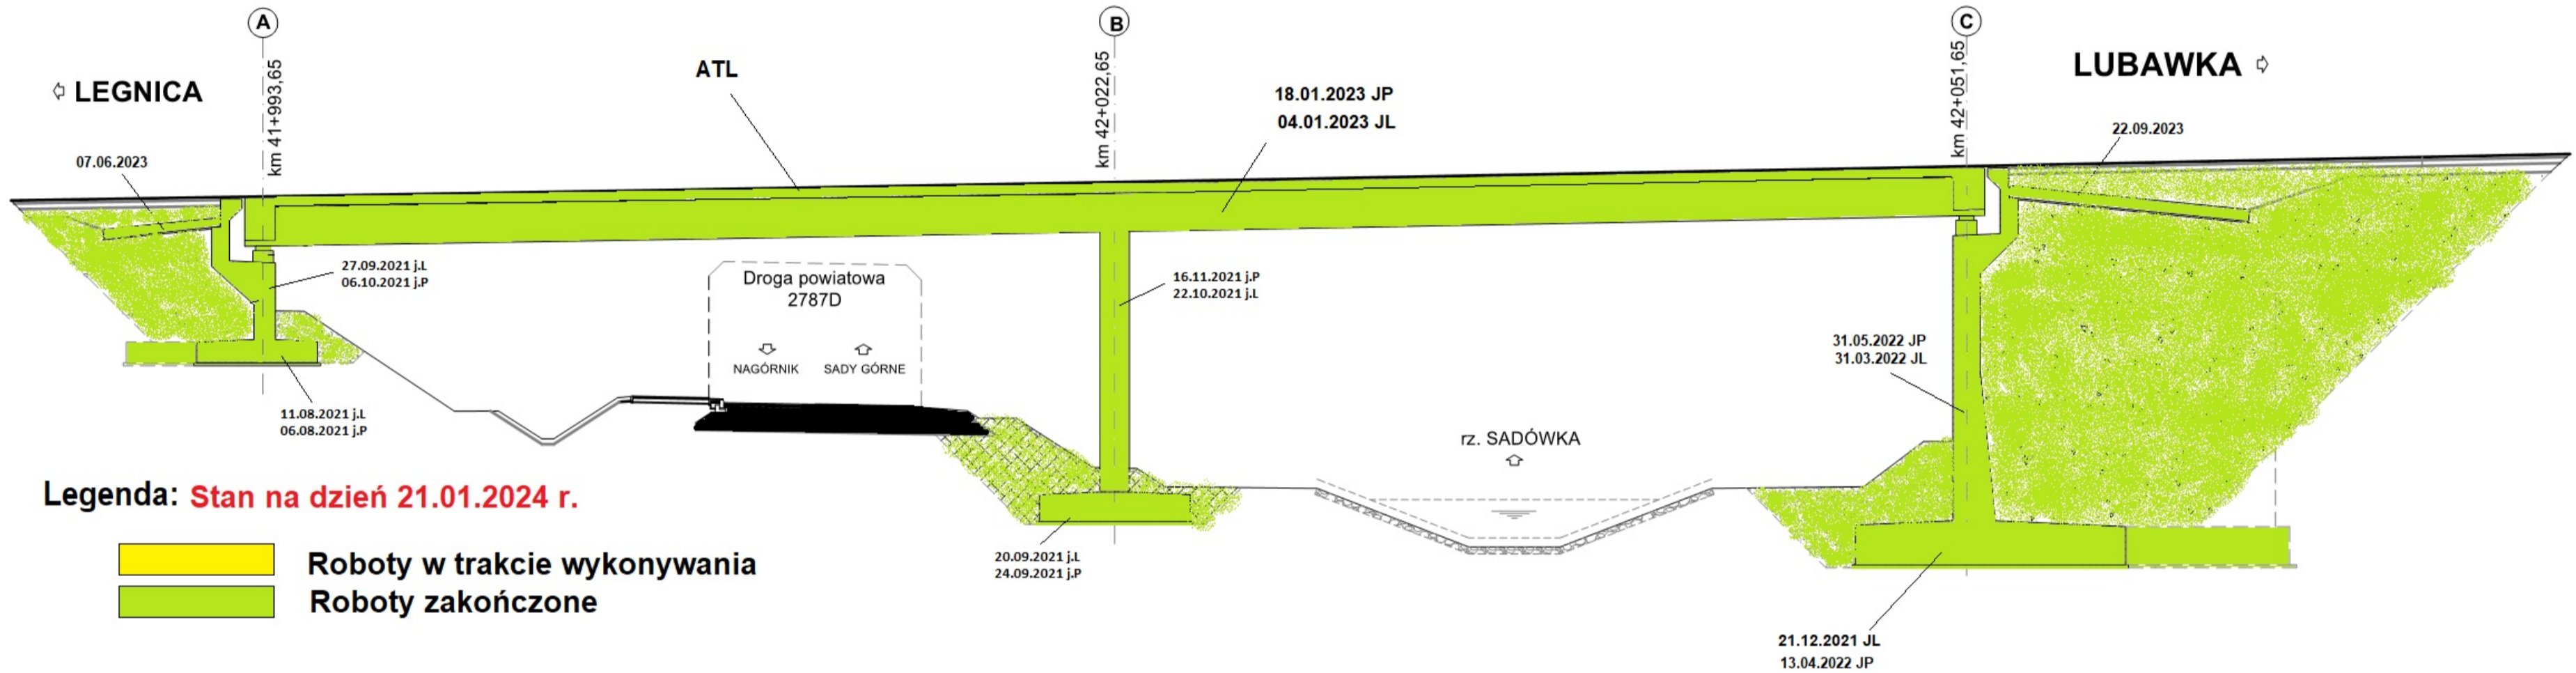 A
B
C
km 41+993,65
km 42+022,65
km 42+051,65
LEGNICA
ATL
18.01.2023 JP
04.01.2023 JL
LUBAWKA
07.06.2023
22.09.2023
27.09.2021 j.L
06.10.2021 j.P
Droga powiatowa
2787D
NAGÓRNIK
SADY GÓRNE
16.11.2021 j.P
22.10.2021 j.L
31.05.2022 JP
31.03.2022 JL
11.08.2021 j.L
06.08.2021 j.P
rz. SADÓWKA
20.09.2021 j.L
24.09.2021 j.P
21.12.2021 JL
13.04.2022 JP
Legenda: Stan na dzień 21.01.2024 r.
Roboty w trakcie wykonywania
Roboty zakończone